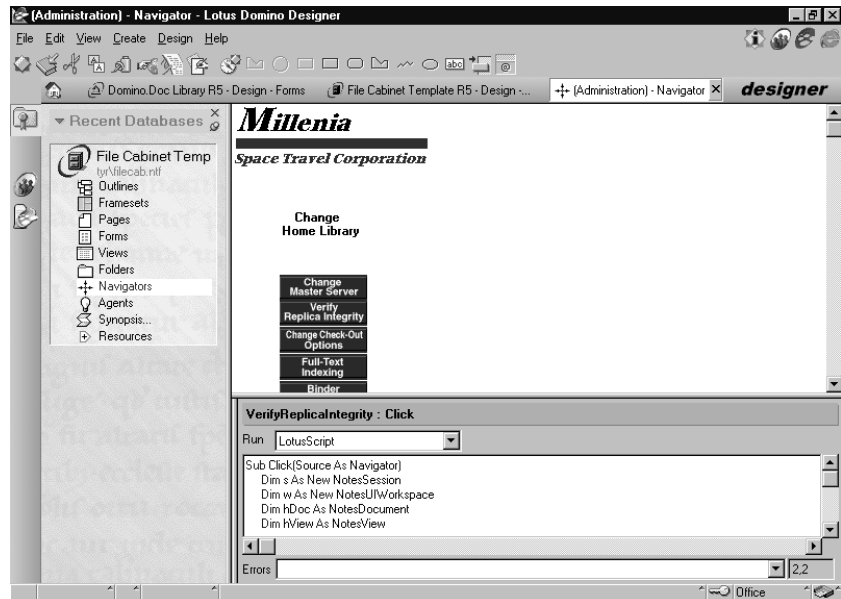 (Administration) - Navigator - Lotus Domino Designer
File Edit View Create Design Help
abc
Domino.Doc Library R5 - Design - Forms
File Cabinet Template R5 - Design -...
(Administration) - Navigator
designer
Recent Databases
File Cabinet Temp
tyr\filecab.ntf
Outlines
Framesets
Pages
Forms
Views
Folders
Navigators
Agents
Synopsis...
Resources
Millenia
Space Travel Corporation
Change
Home Library
Change
Master Server
Verify
Replica Integrity
Change Check-Out
Options
Full-Text
Indexing
Binder
VerifyReplicaIntegrity : Click
Run LotusScript
Sub Click(Source As Navigator)
Dim s As New NotesSession
Dim w As New NotesUIWorkspace
Dim hDoc As NotesDocument
Dim hView As NotesView
Errors
2,2
Office